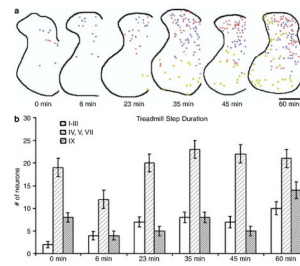 a
0 min 6 min 23 min 35 min 45 min 60 min
b Treadmill Step Duration
I-III
IV, V, VII
IX
30
25
20
15
10
5
0
# of neurons
0 min 6 min 23 min 35 min 45 min 60 min